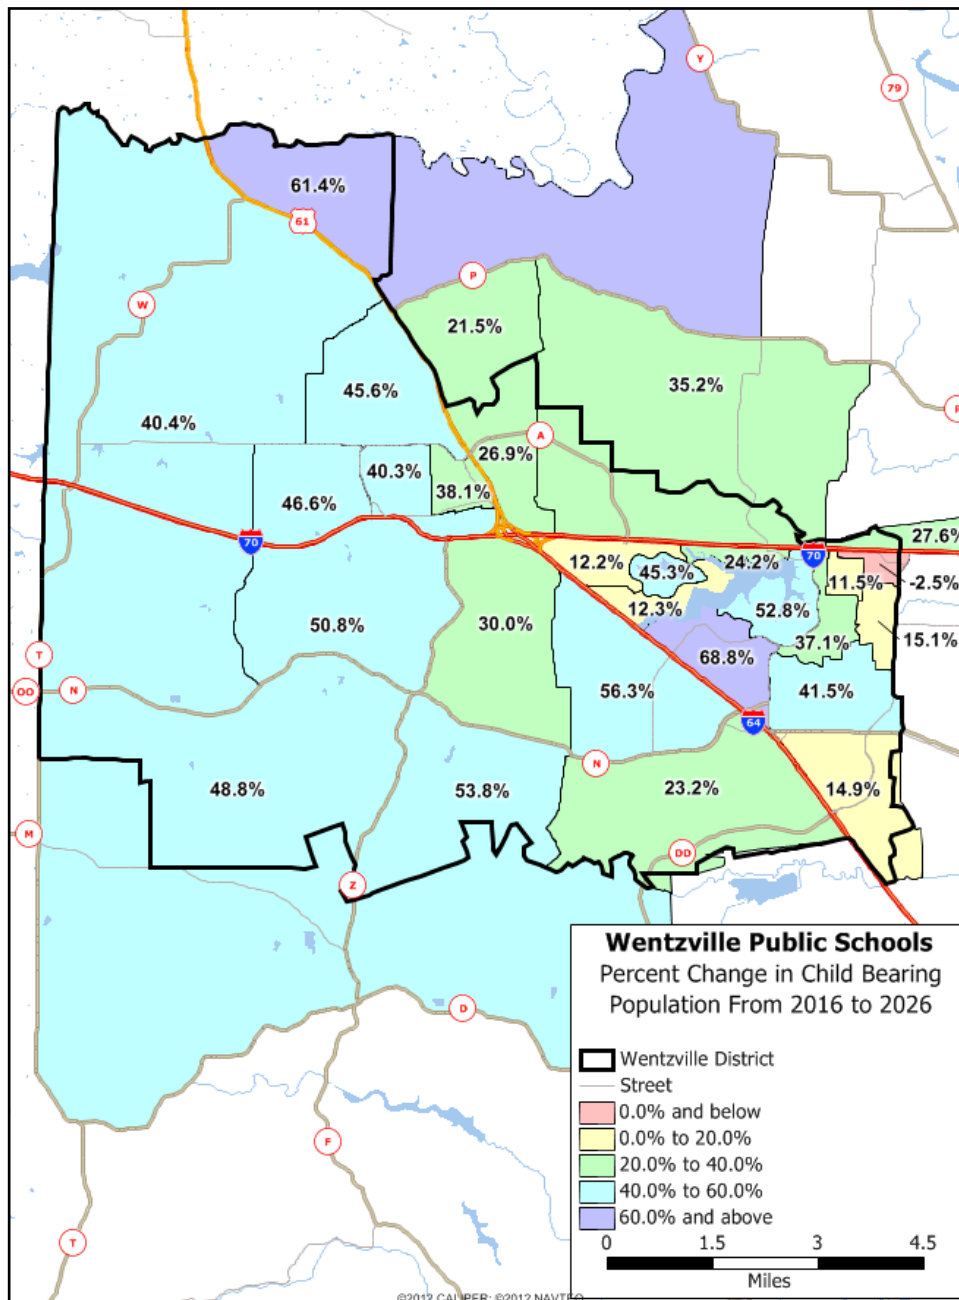 Y
79
61.4%
61
P
W
21.5%
35.2%
45.6%
40.4%
A
26.9%
40.3%
38.1%
46.6%
27.6%
70
70
12.2%
24.2%
45.3%
11.5%
-2.5%
12.3%
52.8%
50.8%
30.0%
37.1%
15.1%
T
68.8%
OO
N
56.3%
41.5%
64
N
48.8%
53.8%
23.2%
14.9%
M
DD
Z
D
F
T
Wentzville Public Schools
Percent Change in Child Bearing
Population From 2016 to 2026
Wentzville District
Street
0.0% and below
0.0% to 20.0%
20.0% to 40.0%
40.0% to 60.0%
60.0% and above
0 1.5 3 4.5
Miles
©2012 CALIPER; ©2012 NAVTEQ